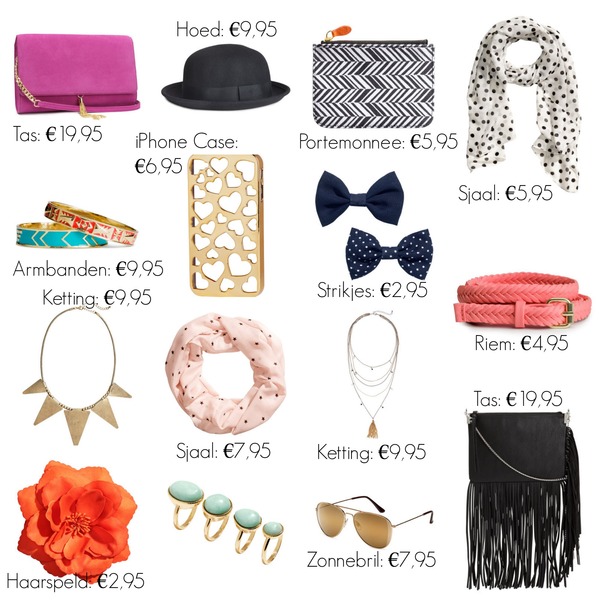 Hoed: €9,95
Tas: €19,95
iPhone Case:
€6,95
Portemonnee: €5,95
Sjaal: €5,95
Armbanden: €9,95
Strikjes: €2,95
Ketting: €9,95
Riem: €4,95
Sjaal: €7,95
Ketting: €9,95
Tas: €19,95
Haarspeld: €2,95
Zonnebril: €7,95